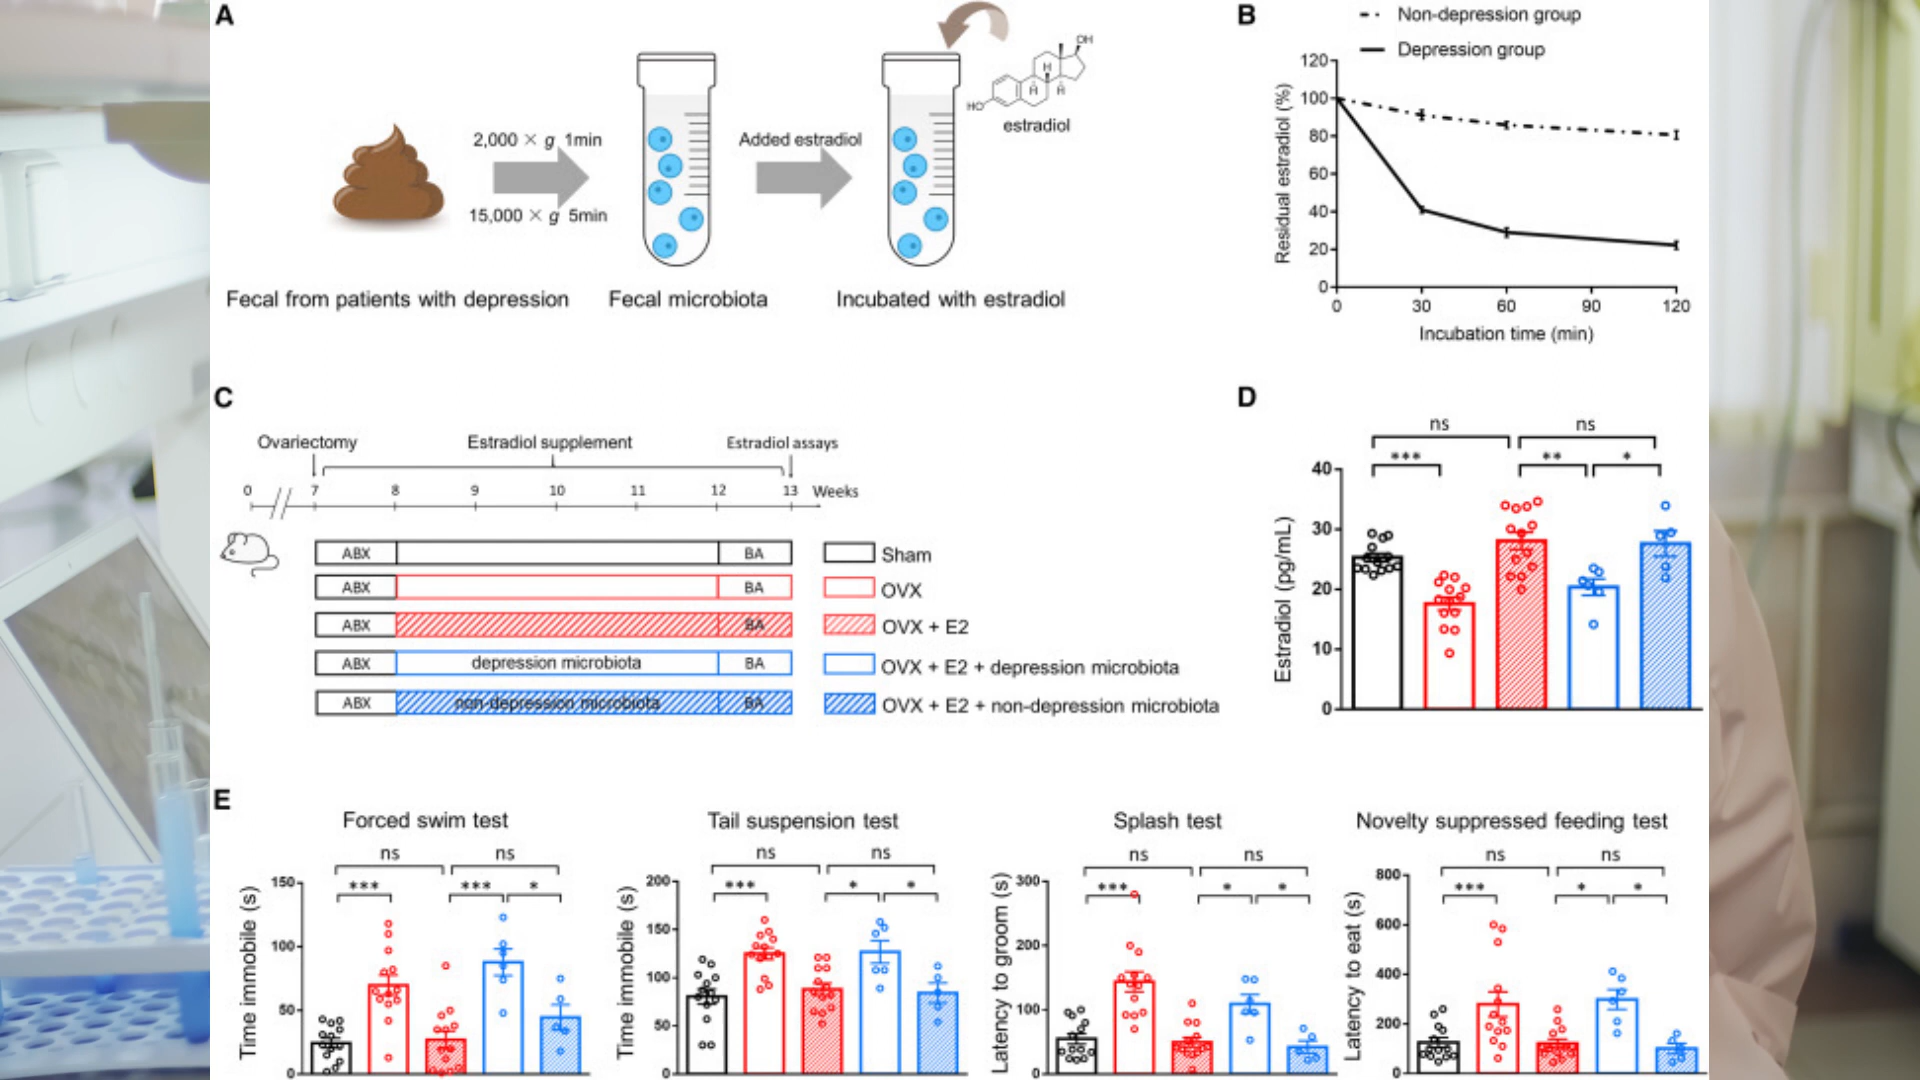 A
2,000 × g 1min
15,000 × g 5min
Added estradiol
OH
H
H
H
HO
estradiol
Fecal from patients with depression
Fecal microbiota
Incubated with estradiol
B
Non-depression group
Depression group
Residual estradiol (%)
120
100
80
60
40
20
0
0 30 60 90 120
Incubation time (min)
C
Ovariectomy
Estradiol supplement
Estradiol assays
0 7 8 9 10 11 12 13 Weeks
ABX BA Sham
ABX BA OVX
ABX BA OVX + E2
ABX depression microbiota BA OVX + E2 + depression microbiota
ABX non-depression microbiota BA OVX + E2 + non-depression microbiota
D
ns ns
*** ** *
Estradiol (pg/mL)
40
30
20
10
0
E
Forced swim test
ns ns
*** *** *
Time immobile (s)
150
100
50
0
Tail suspension test
ns ns
*** * *
Time immobile (s)
200
150
100
50
0
Splash test
ns ns
*** * *
Latency to groom (s)
300
200
100
0
Novelty suppressed feeding test
ns ns
*** * *
Latency to eat (s)
800
600
400
200
0